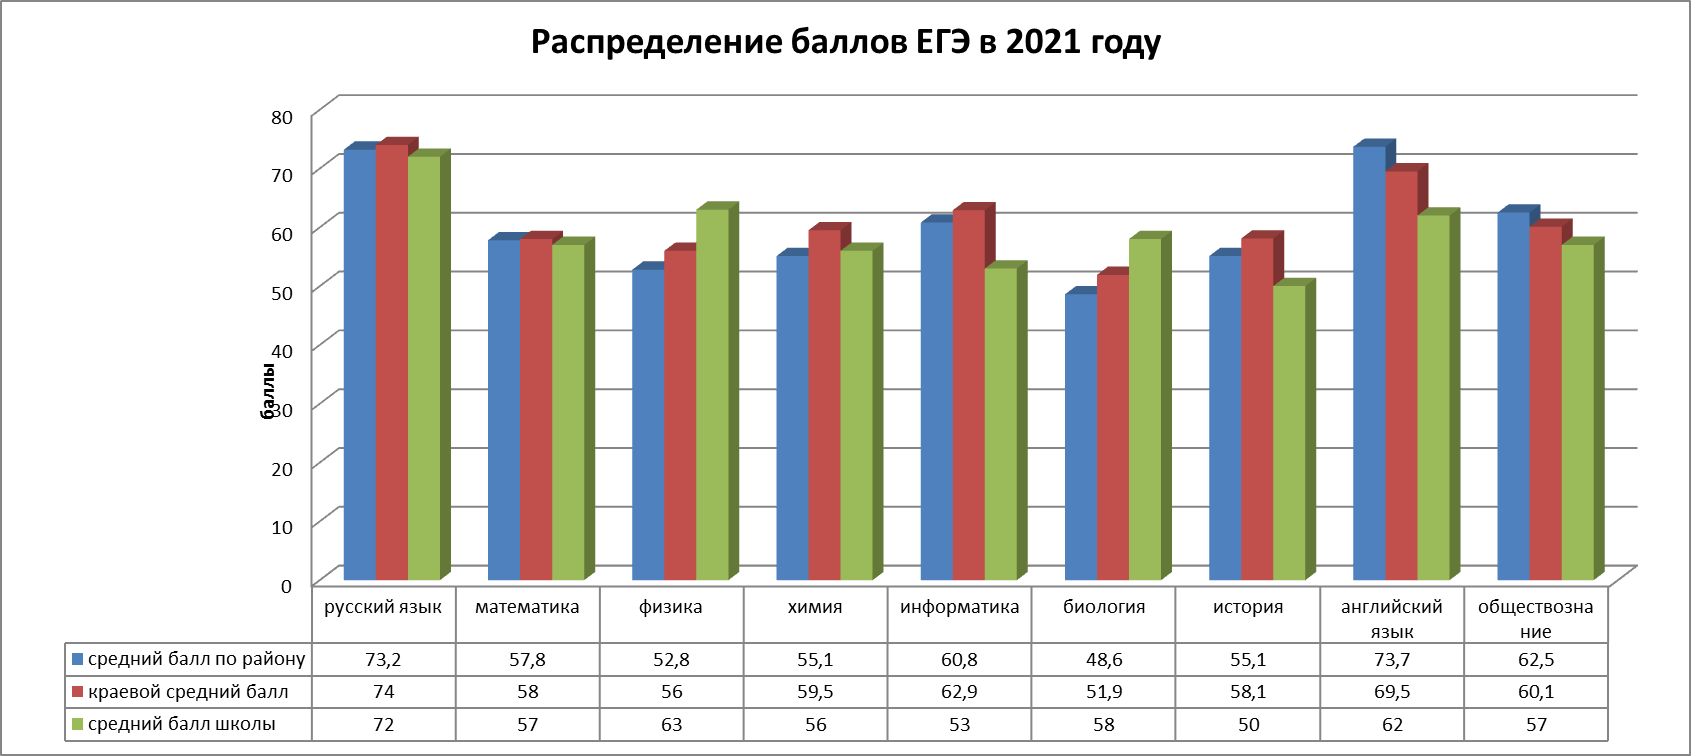 Распределение баллов ЕГЭ в 2021 году
баллы
80
70
60
50
40
30
20
10
0
русский язык математика физика химия информатика биология история английский язык обществозна ние
средний балл по району 73,2 57,8 52,8 55,1 60,8 48,6 55,1 73,7 62,5
краевой средний балл 74 58 56 59,5 62,9 51,9 58,1 69,5 60,1
средний балл школы 72 57 63 56 53 58 50 62 57